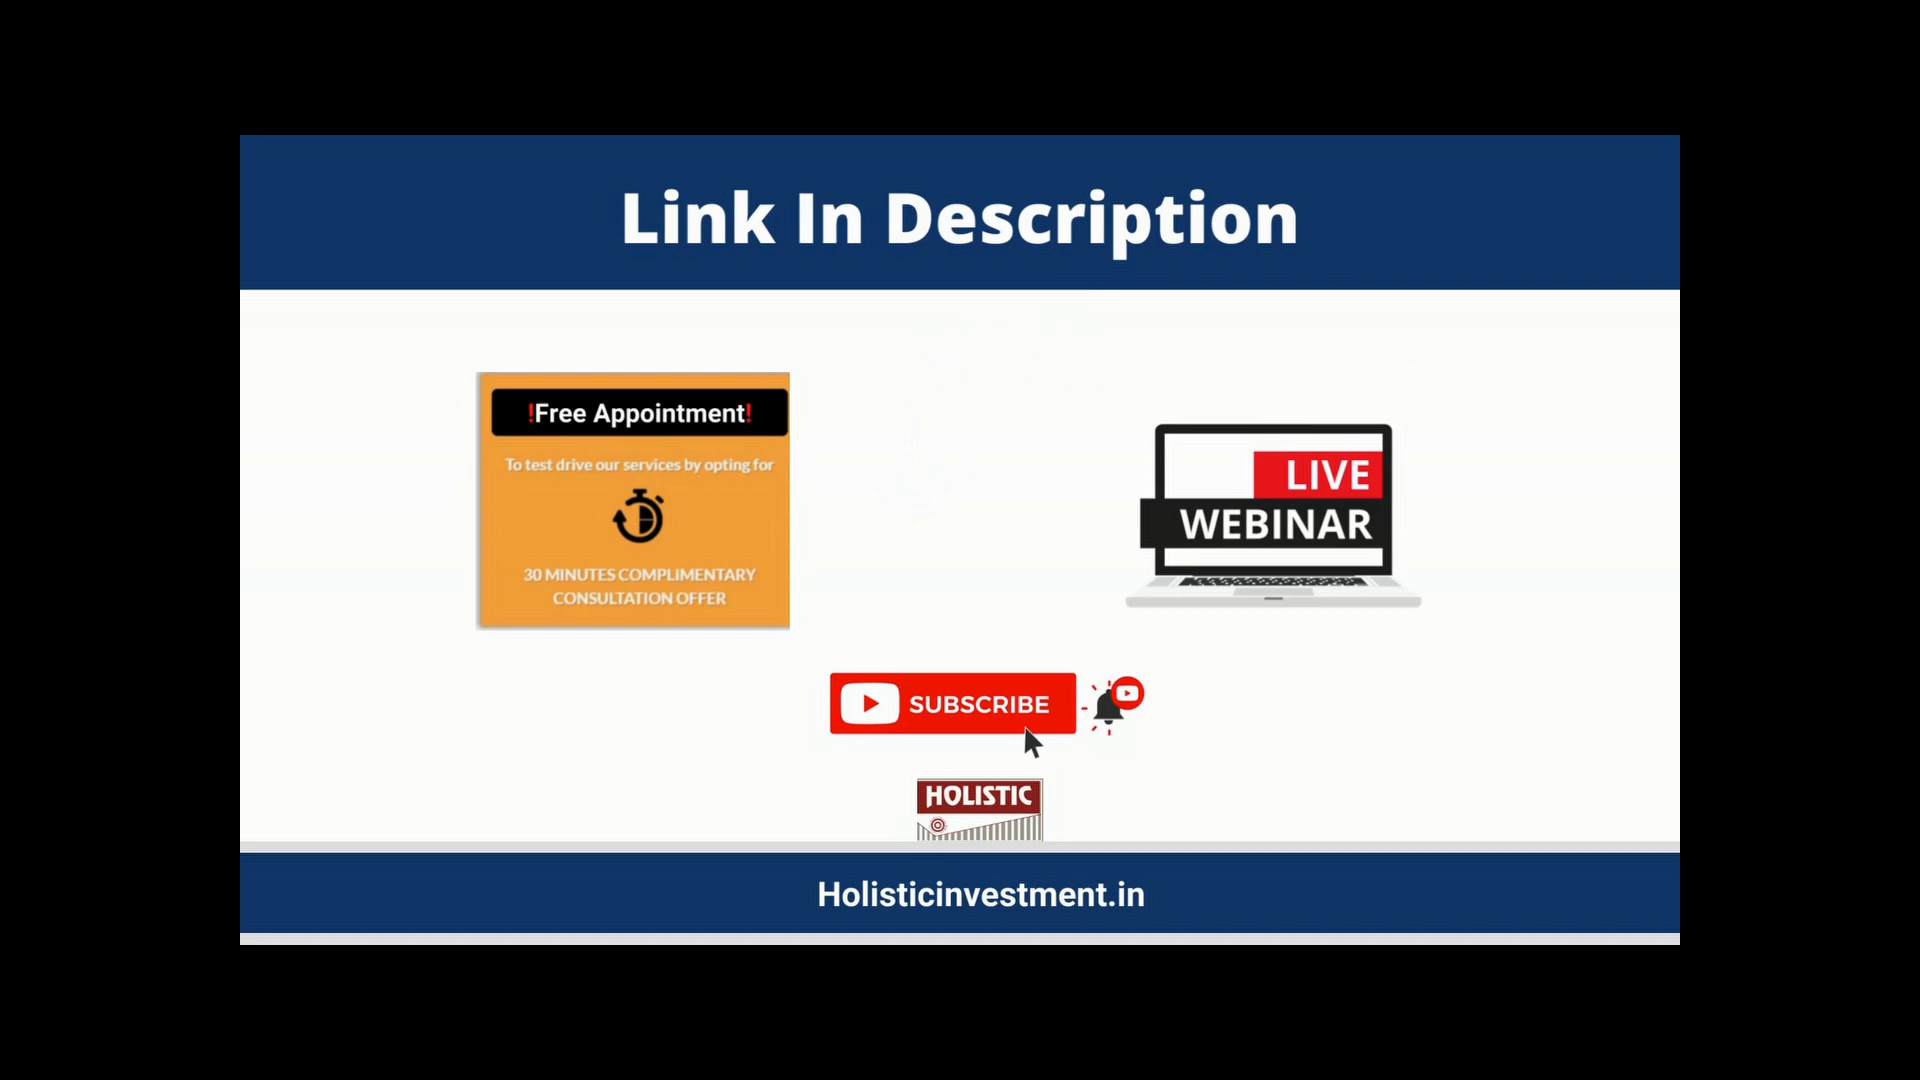 Link In Description
!Free Appointment!
To test drive our services by opting for
30 MINUTES COMPLIMENTARY
CONSULTATION OFFER
LIVE
WEBINAR
SUBSCRIBE
HOLISTIC
Holisticinvestment.in